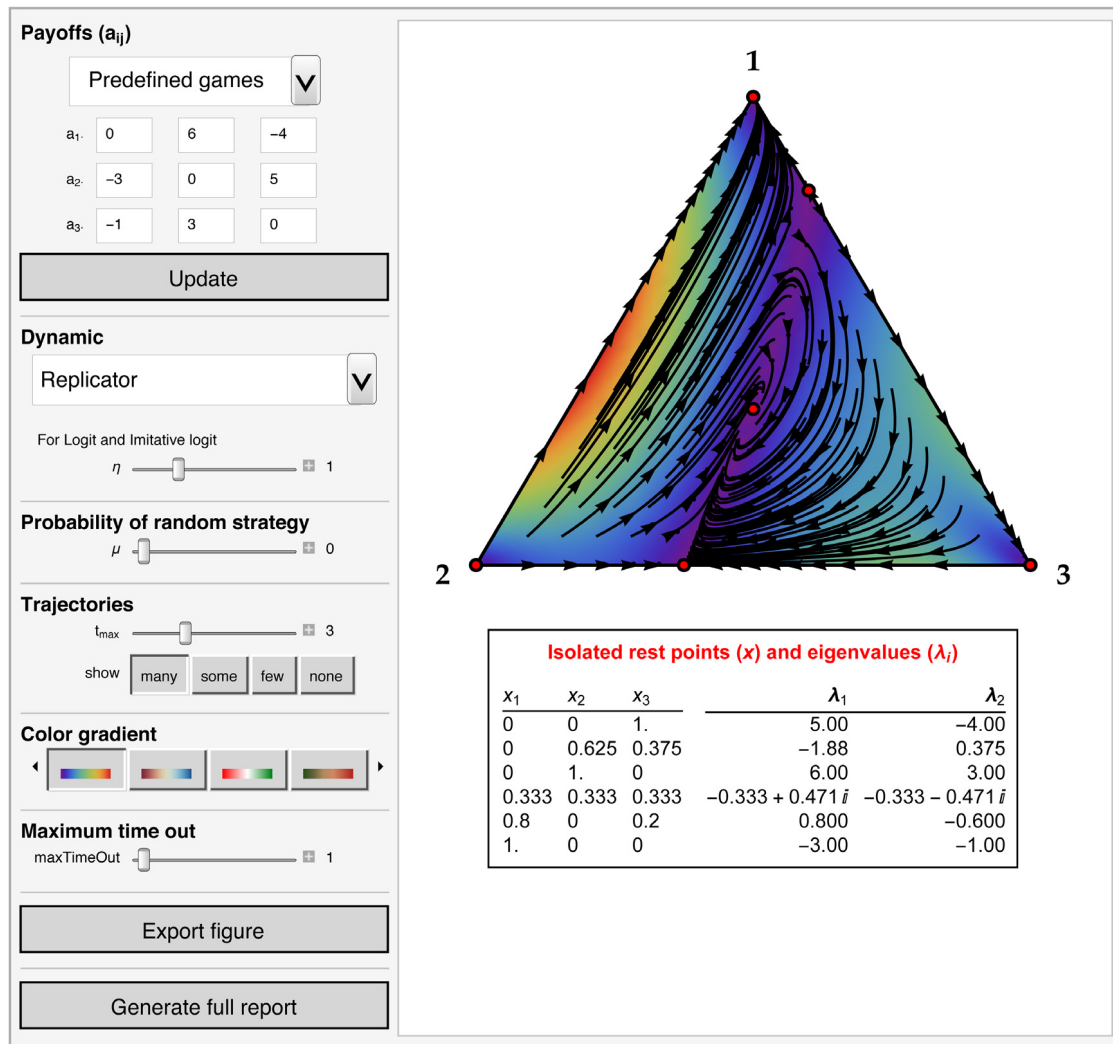 Payoffs (aij)
Predefined games
a1· 0 6 −4
a2· −3 0 5
a3· −1 3 0
Update
Dynamic
Replicator
For Logit and Imitative logit
η 1
Probability of random strategy
μ 0
Trajectories
tmax 3
show many some few none
Color gradient
Maximum time out
maxTimeOut 1
Export figure
Generate full report
1
2 3
Isolated rest points (x) and eigenvalues (λi)
x1 x2 x3 λ1 λ2
0 0 1. 5.00 −4.00
0 0.625 0.375 −1.88 0.375
0 1. 0 6.00 3.00
0.333 0.333 0.333 −0.333 + 0.471 ⅈ −0.333 − 0.471 ⅈ
0.8 0 0.2 0.800 −0.600
1. 0 0 −3.00 −1.00